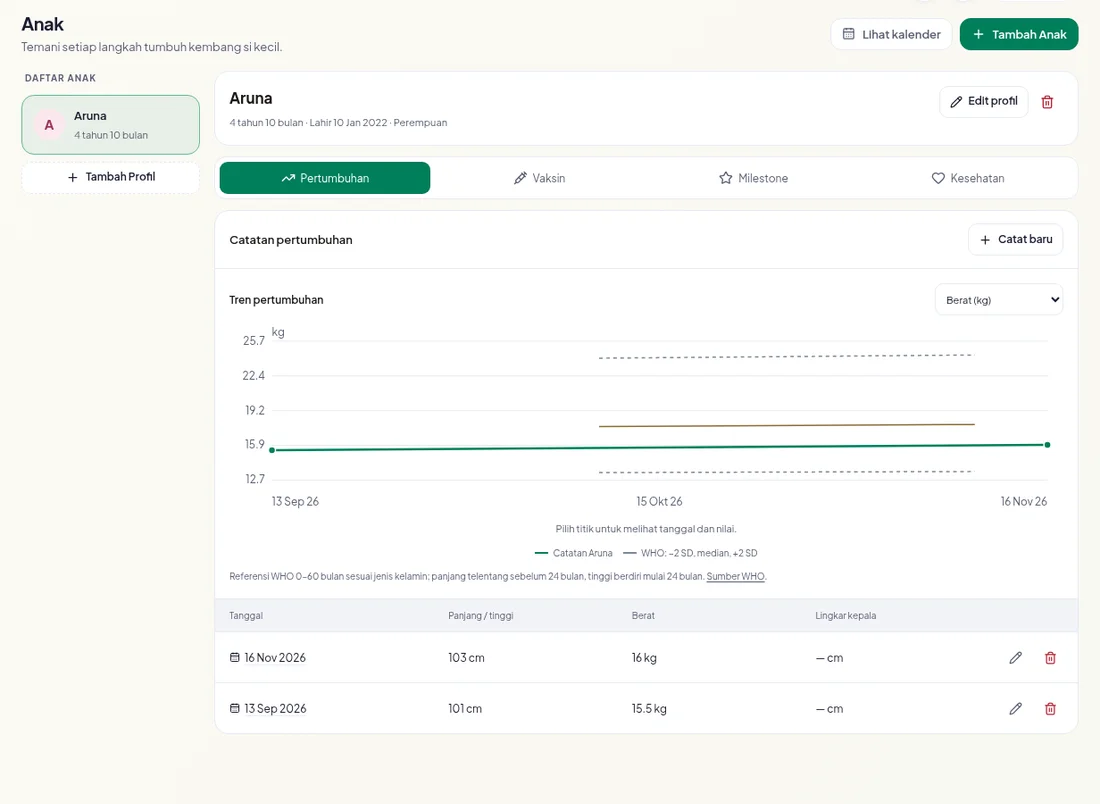 Anak
Temani setiap langkah tumbuh kembang si kecil.
Lihat kalender
+ Tambah Anak
DAFTAR ANAK
A
Aruna
4 tahun 10 bulan
+ Tambah Profil
Aruna
4 tahun 10 bulan · Lahir 10 Jan 2022 · Perempuan
Edit profil
Pertumbuhan
Vaksin
Milestone
Kesehatan
Catatan pertumbuhan
+ Catat baru
Tren pertumbuhan
Berat (kg)
kg
25.7
22.4
19.2
15.9
12.7
13 Sep 26
15 Okt 26
16 Nov 26
Pilih titik untuk melihat tanggal dan nilai.
Catatan Aruna
WHO: −2 SD, median, +2 SD
Referensi WHO 0–60 bulan sesuai jenis kelamin; panjang telentang sebelum 24 bulan, tinggi berdiri mulai 24 bulan. Sumber WHO.
Tanggal Panjang / tinggi Berat Lingkar kepala
16 Nov 2026 103 cm 16 kg — cm
13 Sep 2026 101 cm 15.5 kg — cm